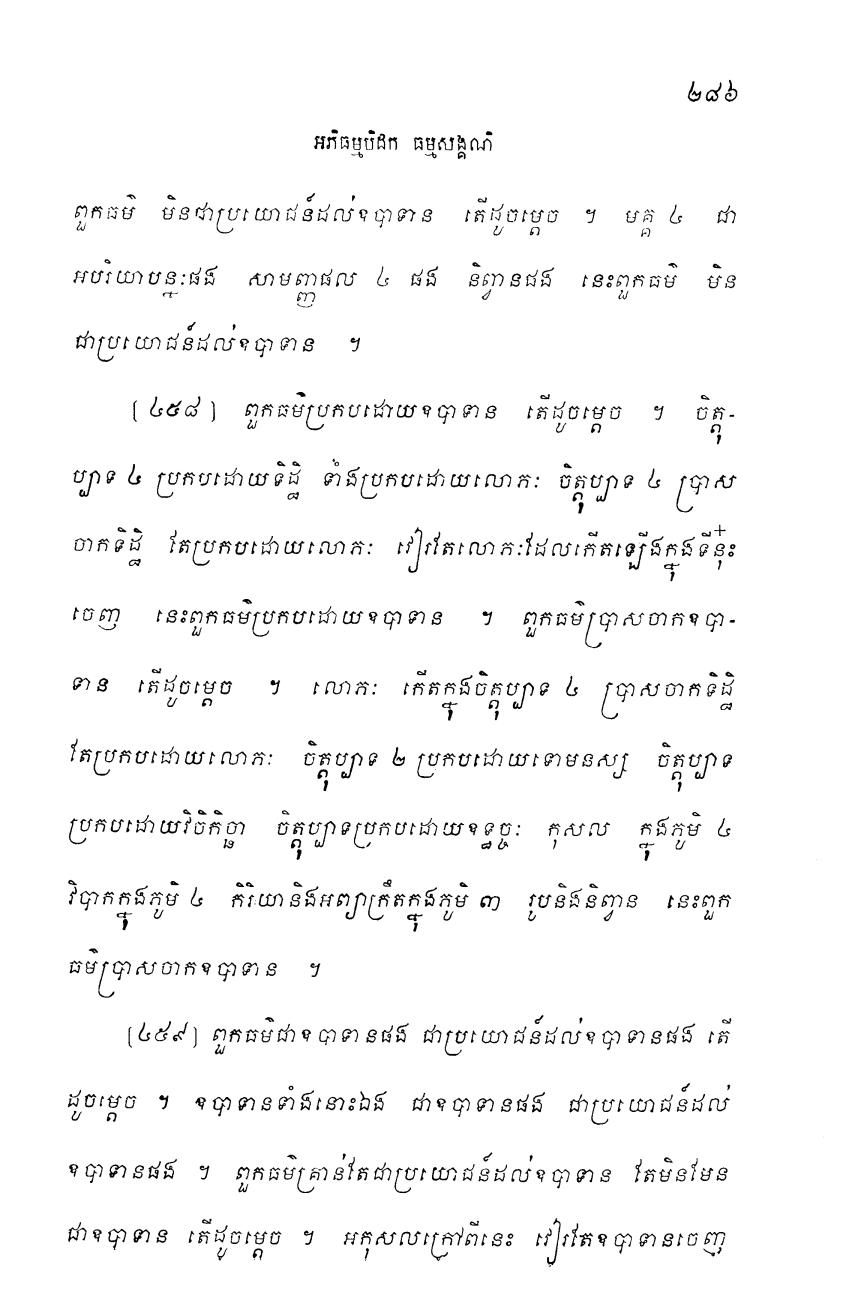 ២៨៦
អភិធម្មបិដក ធម្មសង្គណិ
ពួកធម៌ មិនជាប្រយោជន៍ដល់ឧបាទាន តើដូចម្តេច ។ មគ្គ ៤ ជា
អបរិយាបន្នៈផង សាមញ្ញផល ៤ ផង និព្វានផង នេះពួកធម៌ មិន
ជាប្រយោជន៍ដល់ឧបាទាន ។
[៤៥៨] ពួកធម៌ប្រកបដោយឧបាទាន តើដូចម្តេច ។ ចិត្តុ-
ប្បាទ ៤ ប្រកបដោយទិដ្ឋិ ទាំងប្រកបដោយលោភៈ ចិត្តុប្បាទ ៤ ប្រាស
ចាកទិដ្ឋិ តែប្រកបដោយលោភៈ វៀរតែលោភៈដែលកើតឡើងក្នុងទីនុ៎ះ
ចេញ នេះពួកធម៌ប្រកបដោយឧបាទាន ។ ពួកធម៌ប្រាសចាកឧបា-
ទាន តើដូចម្តេច ។ លោភៈ កើតក្នុងចិត្តុប្បាទ ៤ ប្រាសចាកទិដ្ឋិ
តែប្រកបដោយលោភៈ ចិត្តុប្បាទ ២ ប្រកបដោយទោមនស្ស ចិត្តុប្បាទ
ប្រកបដោយវិចិកិច្ឆា ចិត្តុប្បាទប្រកបដោយឧទ្ធច្ចៈ កុសល ក្នុងភូមិ ៤
វិបាកក្នុងភូមិ ៤ កិរិយានិងអព្យាក្រឹតក្នុងភូមិ ៣ រូបនិងនិព្វាន នេះពួក
ធម៌ប្រាសចាកឧបាទាន ។
[៤៥៩] ពួកធម៌ជាឧបាទានផង ជាប្រយោជន៍ដល់ឧបាទានផង តើ
ដូចម្តេច ។ ឧបាទានទាំងនោះឯង ជាឧបាទានផង ជាប្រយោជន៍ដល់
ឧបាទានផង ។ ពួកធម៌គ្រាន់តែជាប្រយោជន៍ដល់ឧបាទាន តែមិនមែន
ជាឧបាទាន តើដូចម្តេច ។ អកុសលក្រៅពីនេះ វៀរតែឧបាទានចេញ